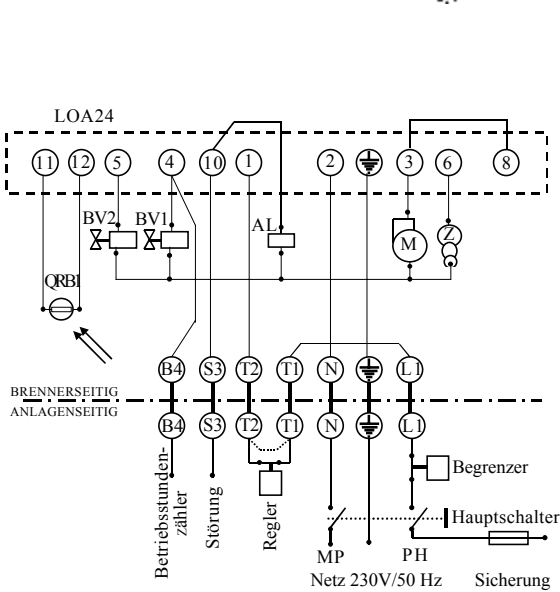 LOA24
11 12 5 4 10 1 2 3 6 8
BV2 BV1 AL M Z
QRB1
B4 S3 T2 T1 N L1
BRENNERSEITIG
ANLAGENSEITIG
B4 S3 T2 T1 N L1
Betriebsstunden-
zähler
Störung
Regler
Begrenzer
Hauptschalter
MP PH
Netz 230V/50 Hz Sicherung